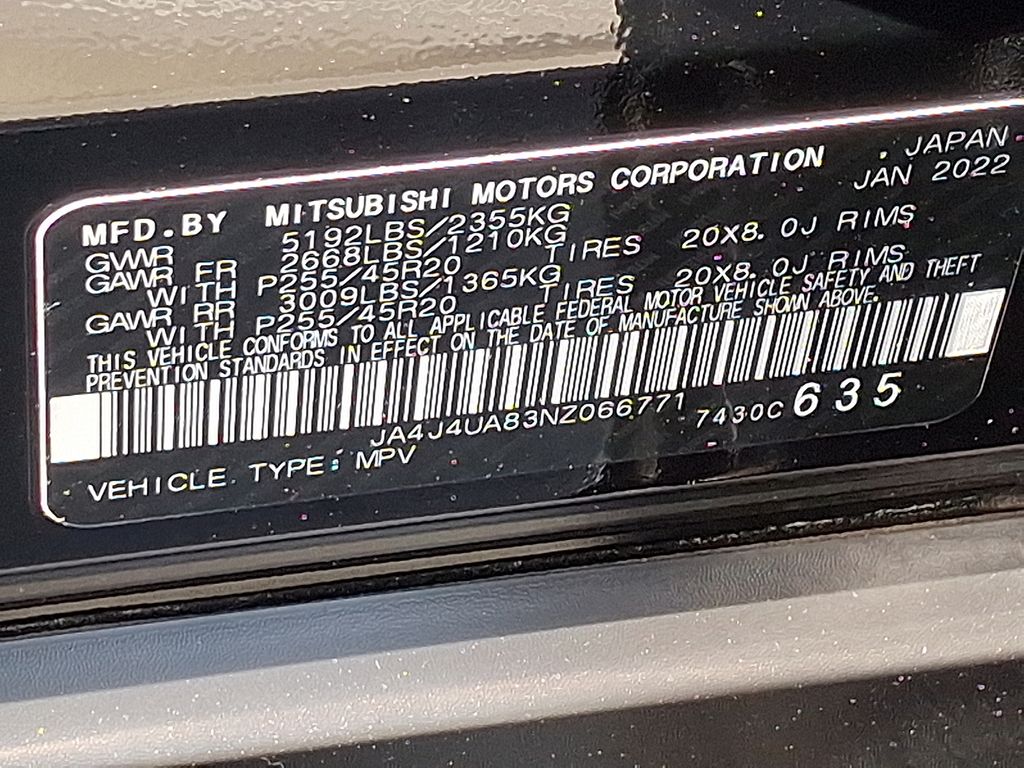 MFD.BY MITSUBISHI MOTORS CORPORATION . JAPAN
GVWR 5192LBS/2355KG JAN 2022
GAWR FR 2668LBS/1210KG
WITH P255/45R20 TIRES 20X8.0J RIMS
GAWR RR 3009LBS/1365KG
WITH P255/45R20 TIRES 20X8.0J RIMS
THIS VEHICLE CONFORMS TO ALL APPLICABLE FEDERAL MOTOR VEHICLE SAFETY AND THEFT
PREVENTION STANDARDS IN EFFECT ON THE DATE OF MANUFACTURE SHOWN ABOVE.
JA4J4UA83NZ066771 7430C 635
VEHICLE TYPE: MPV